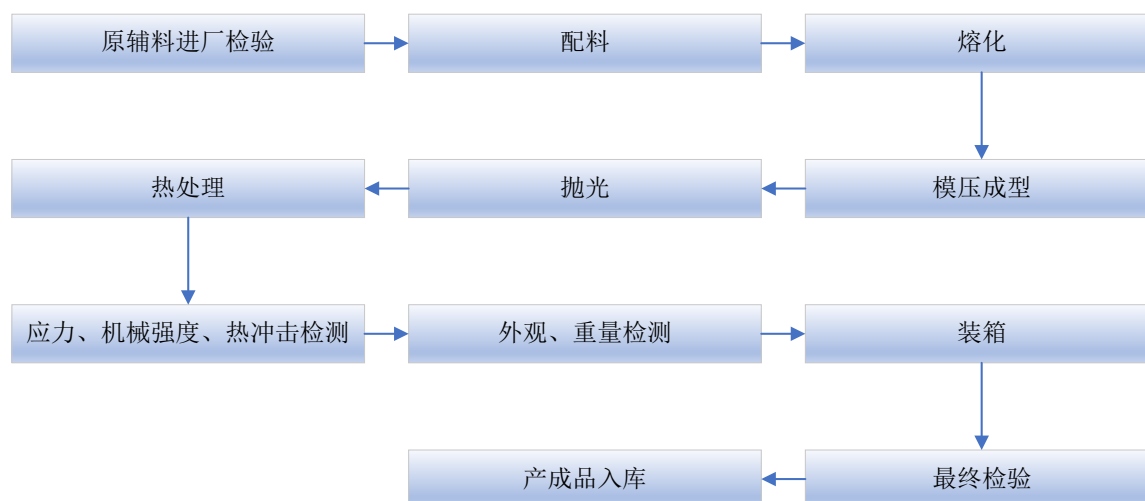 原辅料进厂检验
配料
熔化
模压成型
抛光
热处理
应力、机械强度、热冲击检测
外观、重量检测
装箱
最终检验
产成品入库